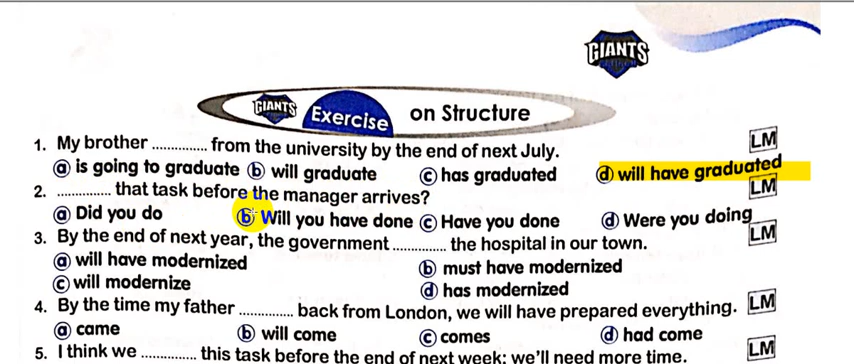 GIANTS
GIANTS Exercise on Structure
1. My brother .............. from the university by the end of next July. LM
ⓐ is going to graduate ⓑ will graduate ⓒ has graduated ⓓ will have graduated
2. .............. that task before the manager arrives? LM
ⓐ Did you do ⓑ Will you have done ⓒ Have you done ⓓ Were you doing
3. By the end of next year, the government .............. the hospital in our town. LM
ⓐ will have modernized ⓑ must have modernized
ⓒ will modernize ⓓ has modernized
4. By the time my father .............. back from London, we will have prepared everything. LM
ⓐ came ⓑ will come ⓒ comes ⓓ had come
5. I think we .............. this task before the end of next week; we'll need more time. LM